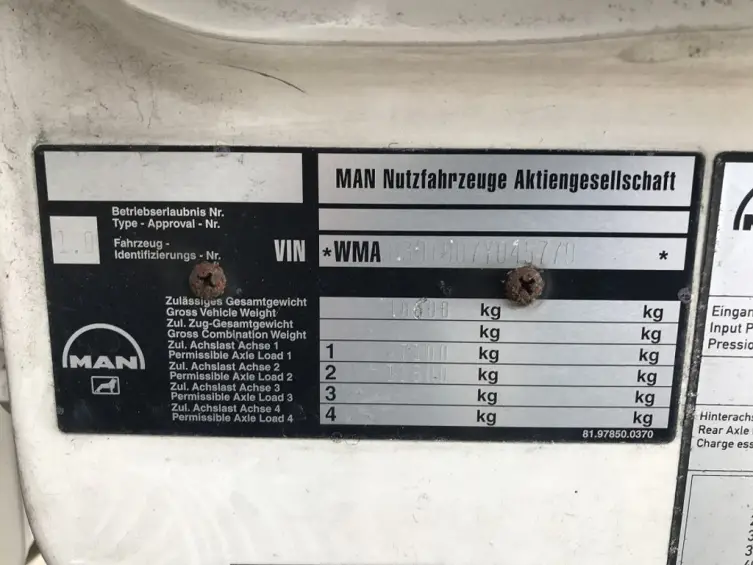 MAN Nutzfahrzeuge Aktiengesellschaft
Betriebserlaubnis Nr.
Type - Approval - Nr.
1.0
Fahrzeug -
Identifizierungs - Nr.
VIN
*WMA *
Zulässiges Gesamtgewicht
Gross Vehicle Weight
kg kg
Zul. Zug-Gesamtgewicht
Gross Combination Weight
kg kg
Zul. Achslast Achse 1
Permissible Axle Load 1
1 kg kg
Zul. Achslast Achse 2
Permissible Axle Load 2
2 kg kg
Zul. Achslast Achse 3
Permissible Axle Load 3
3 kg kg
Zul. Achslast Achse 4
Permissible Axle Load 4
4 kg kg
MAN
81.97850.0370
Eingan
Input P
Pressio
Hinterachs
Rear Axle
Charge ess